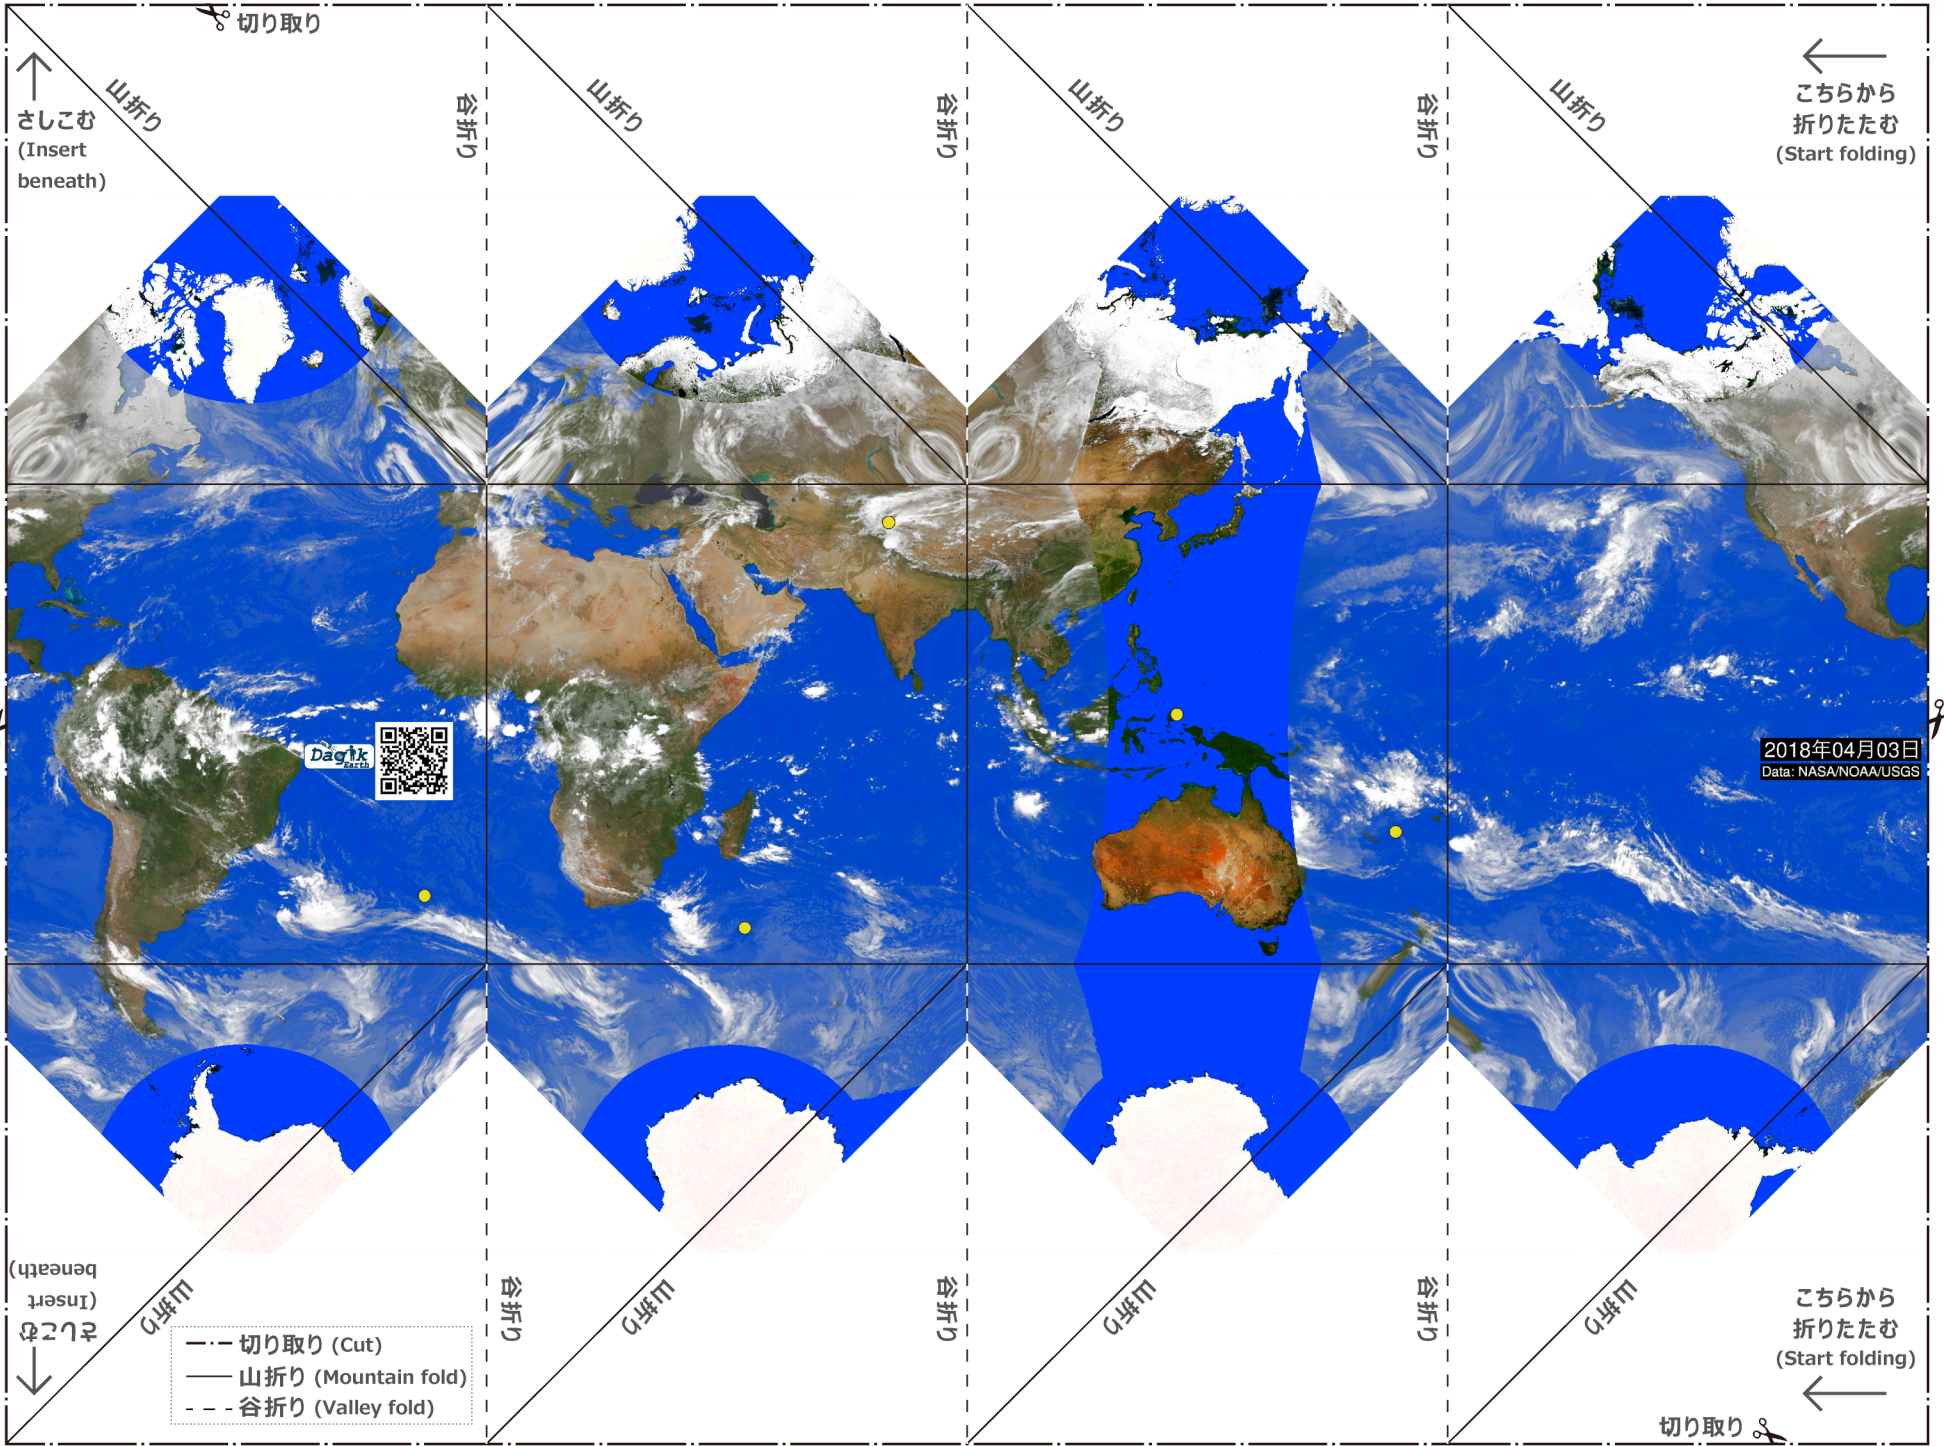 切り取り
山折り
谷折り
山折り
谷折り
山折り
谷折り
山折り
さしこむ
(Insert
beneath)
こちらから
折りたたむ
(Start folding)
Dagik
Earth
2018年04月03日
Data: NASA/NOAA/USGS
さしこむ
(Insert
beneath)
山折り
谷折り
山折り
谷折り
山折り
谷折り
山折り
こちらから
折りたたむ
(Start folding)
切り取り (Cut)
山折り (Mountain fold)
谷折り (Valley fold)
切り取り